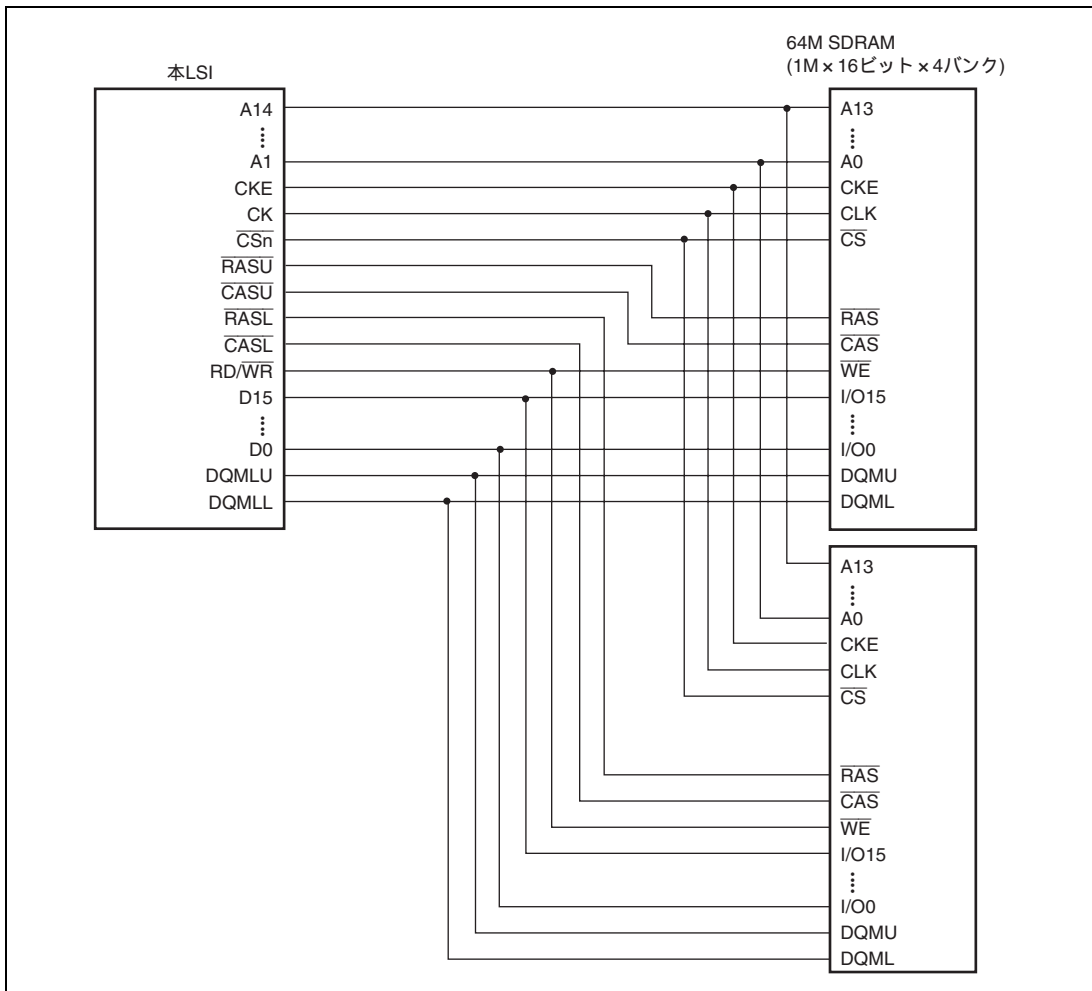 64M SDRAM
(1M×16ビット×4バンク)
本LSI
A14
A1
CKE
CK
CSn
RASU
CASU
RASL
CASL
RD/WR
D15
D0
DQMLU
DQMLL
A13
A0
CKE
CLK
CS
RAS
CAS
WE
I/O15
I/O0
DQMU
DQML
A13
A0
CKE
CLK
CS
RAS
CAS
WE
I/O15
I/O0
DQMU
DQML